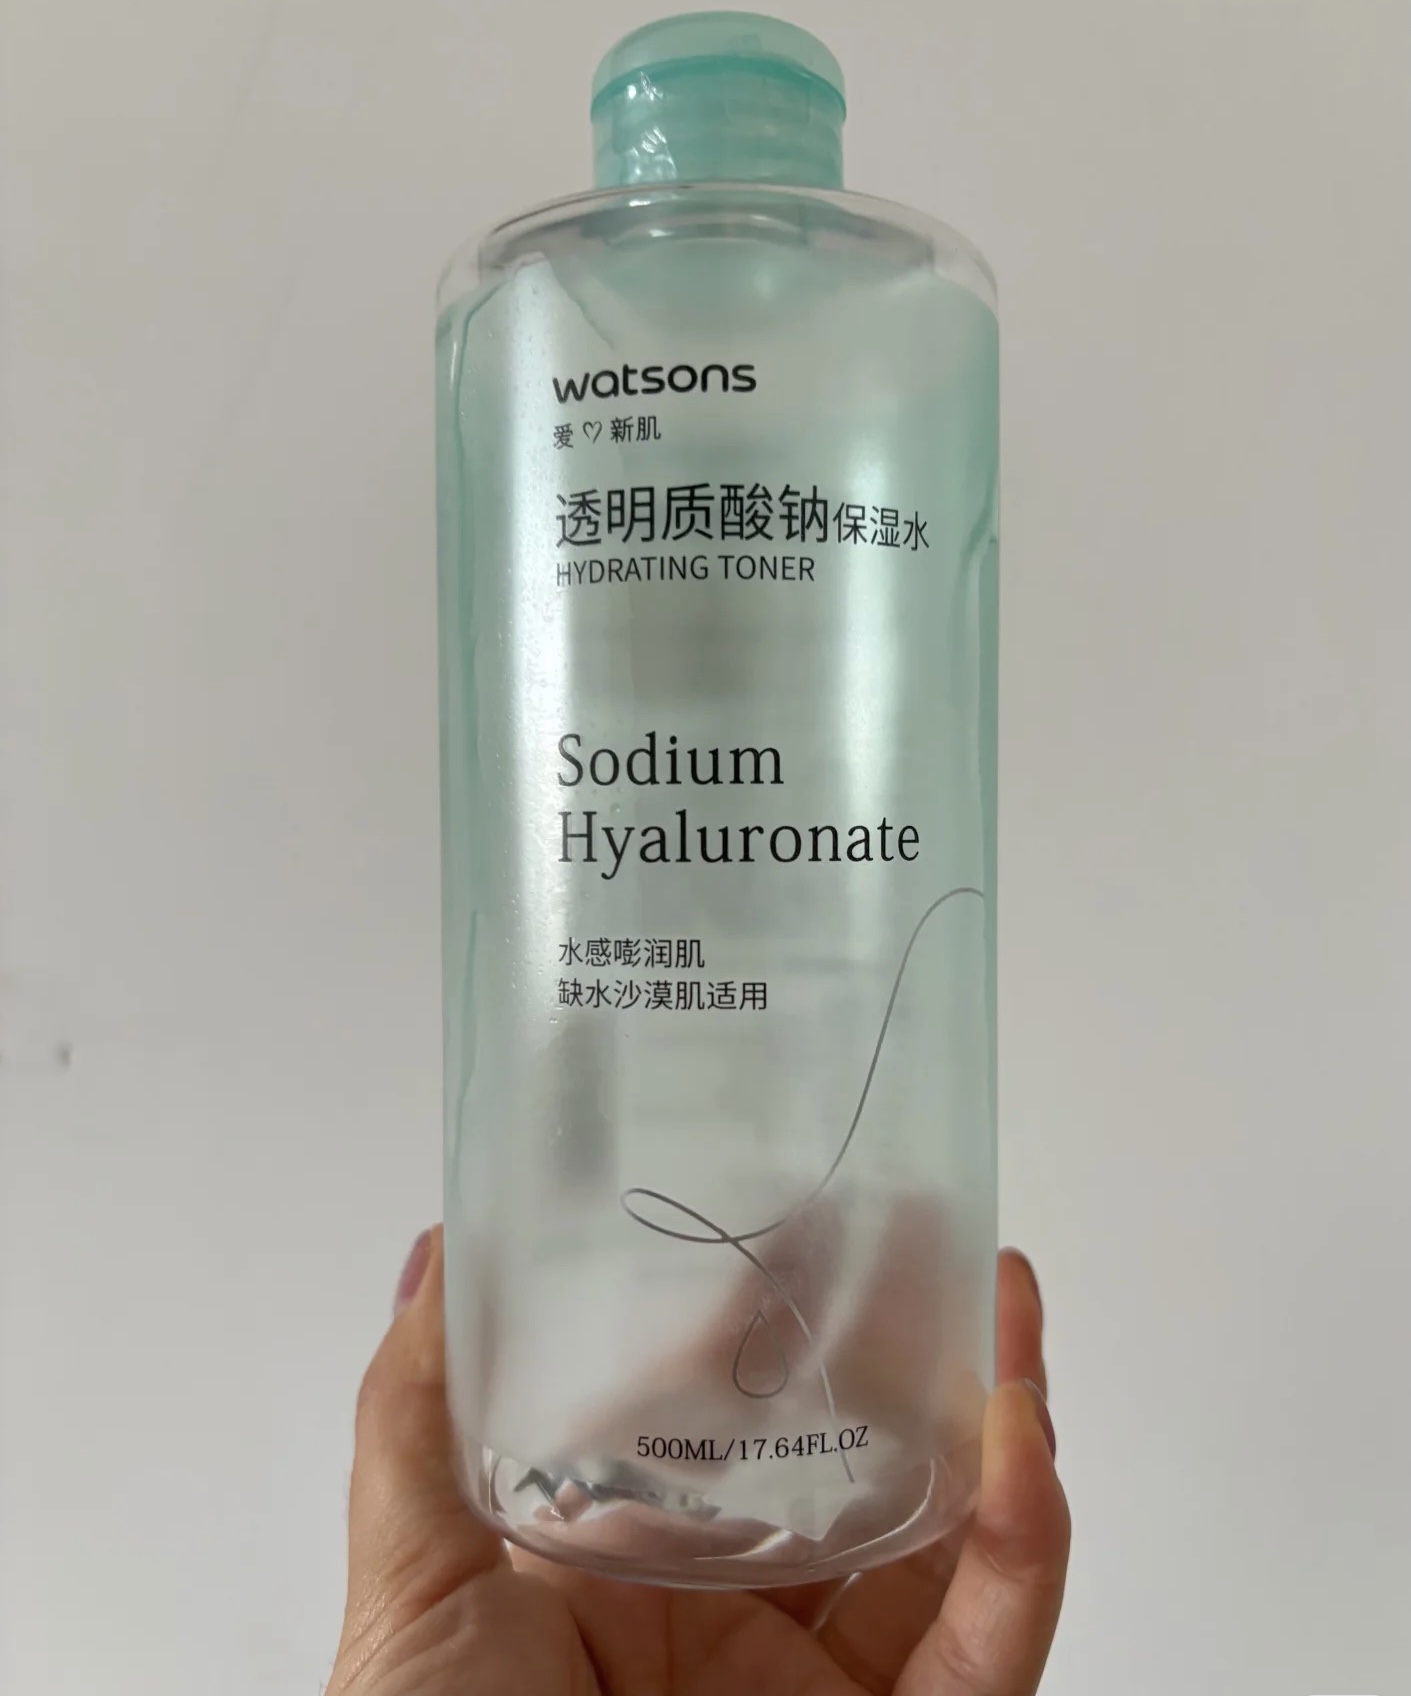 watsons
爱♡新肌
透明质酸钠保湿水
HYDRATING TONER
Sodium
Hyaluronate
水感嘭润肌
缺水沙漠肌适用
500ML/17.64FL.OZ